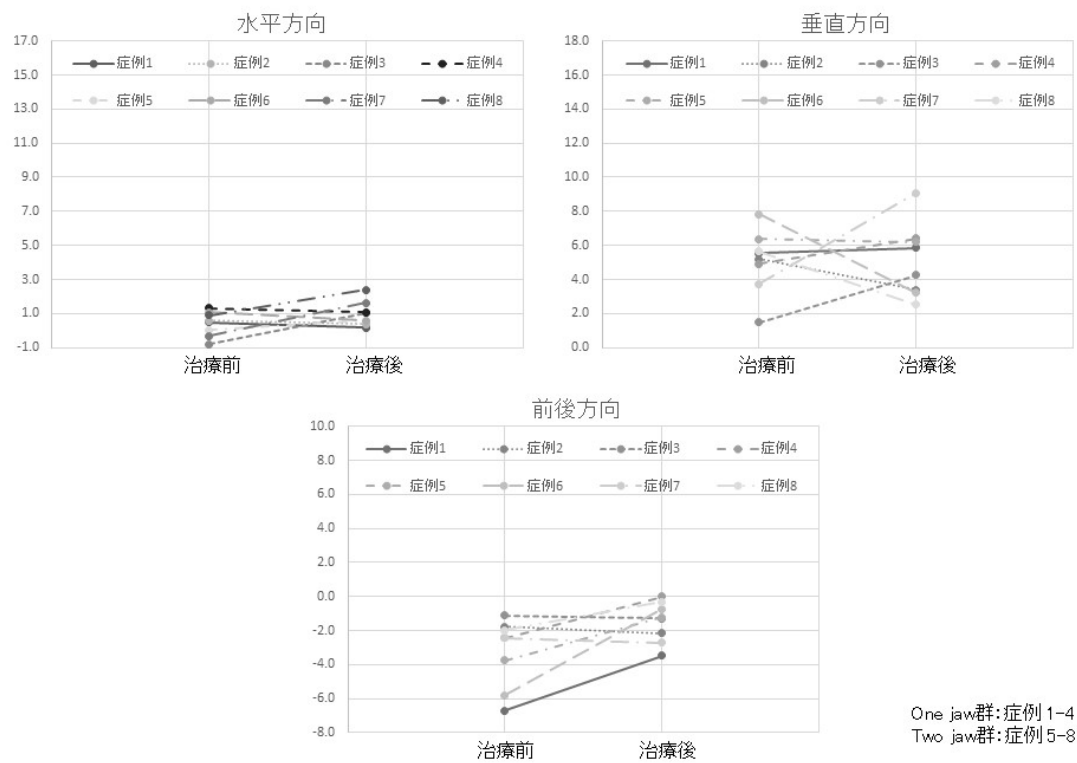 水平方向
17.0
15.0
13.0
11.0
9.0
7.0
5.0
3.0
1.0
-1.0
症例1 症例2 症例3 症例4
症例5 症例6 症例7 症例8
治療前 治療後
垂直方向
18.0
16.0
14.0
12.0
10.0
8.0
6.0
4.0
2.0
0.0
症例1 症例2 症例3 症例4
症例5 症例6 症例7 症例8
治療前 治療後
前後方向
10.0
8.0
6.0
4.0
2.0
0.0
-2.0
-4.0
-6.0
-8.0
症例1 症例2 症例3 症例4
症例5 症例6 症例7 症例8
治療前 治療後
One jaw群:症例1-4
Two jaw群:症例5-8